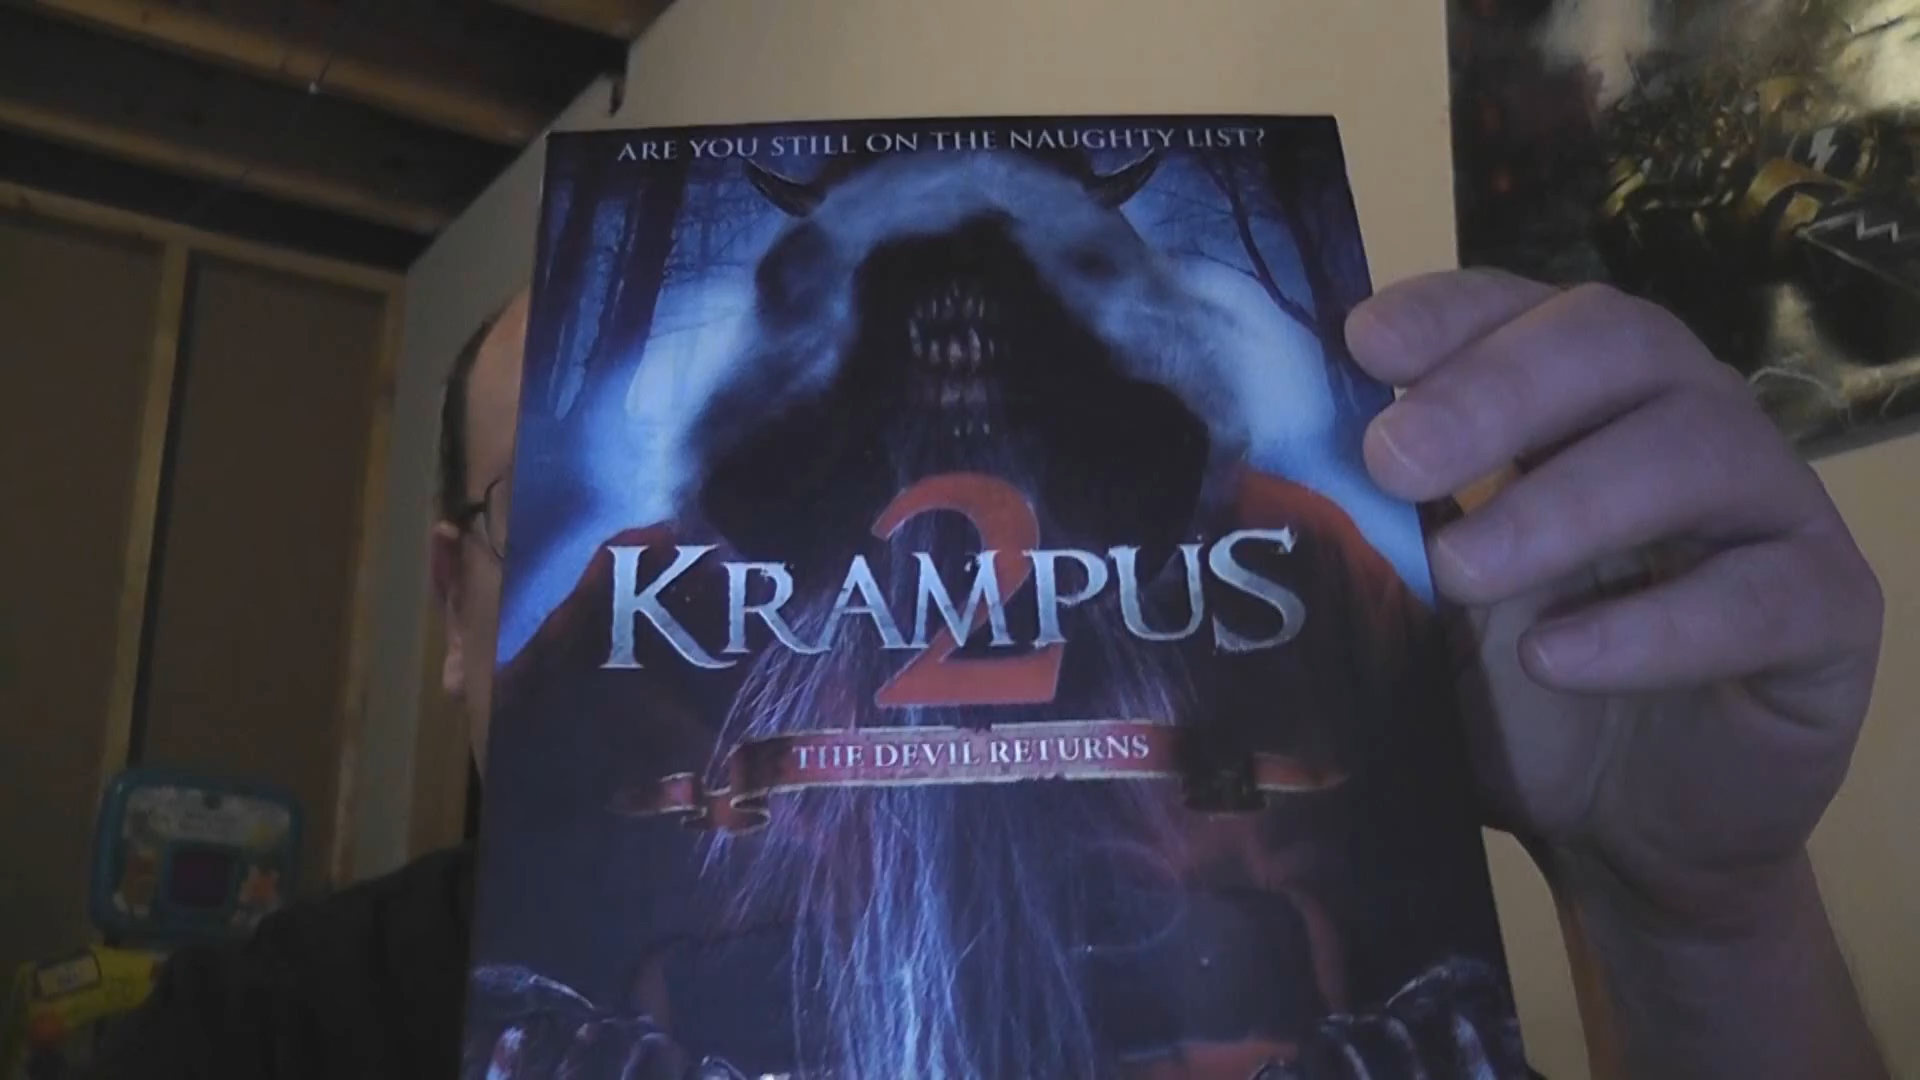 ARE YOU STILL ON THE NAUGHTY LIST?
2
KRAMPUS
THE DEVIL RETURNS